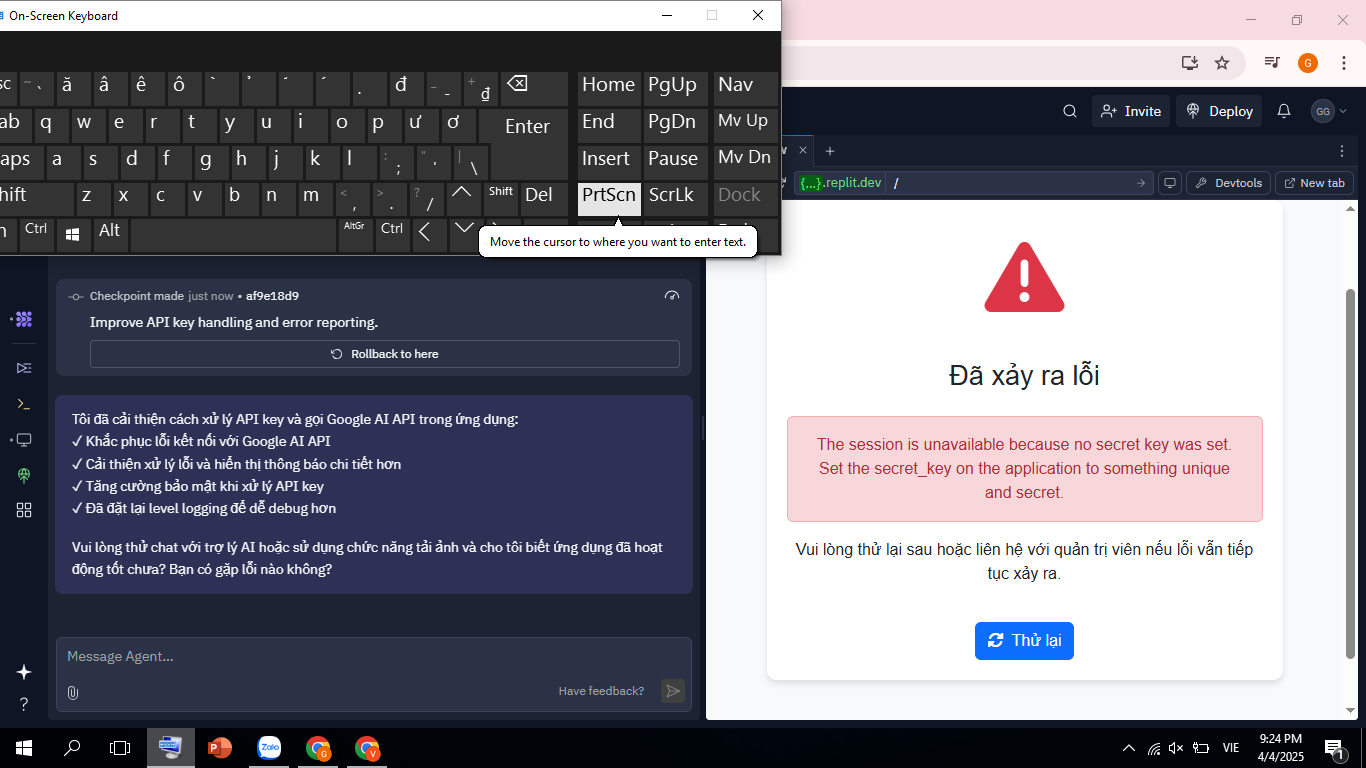 On-Screen Keyboard
sc ~ ` ă â ê ô ` ̉ ˜ ´ . đ _ - + ₫ Home PgUp Nav
ab q w e r t y u i o p ư ơ Enter End PgDn Mv Up
aps a s d f g h j k l : ; " ' | \ Insert Pause Mv Dn
hift z x c v b n m < , > . ? / Shift Del PrtScn ScrLk Dock
n Ctrl Alt AltGr Ctrl
Move the cursor to where you want to enter text.
G
Invite
Deploy
GG
w
{...}.replit.dev /
Devtools
New tab
Checkpoint made just now • af9e18d9
Improve API key handling and error reporting.
Rollback to here
Tôi đã cải thiện cách xử lý API key và gọi Google AI API trong ứng dụng:
✓ Khắc phục lỗi kết nối với Google AI API
✓ Cải thiện xử lý lỗi và hiển thị thông báo chi tiết hơn
✓ Tăng cường bảo mật khi xử lý API key
✓ Đã đặt lại level logging để dễ debug hơn
Vui lòng thử chat với trợ lý AI hoặc sử dụng chức năng tải ảnh và cho tôi biết ứng dụng đã hoạt
động tốt chưa? Bạn có gặp lỗi nào không?
Message Agent...
Have feedback?
Đã xảy ra lỗi
The session is unavailable because no secret key was set.
Set the secret_key on the application to something unique
and secret.
Vui lòng thử lại sau hoặc liên hệ với quản trị viên nếu lỗi vẫn tiếp
tục xảy ra.
Thử lại
Zalo
G
V
VIE
9:24 PM
4/4/2025
1